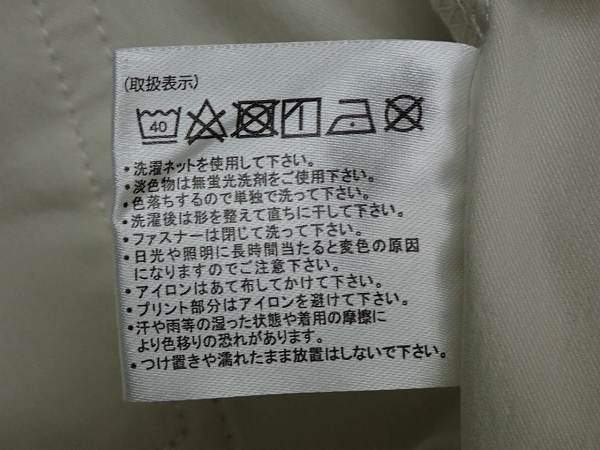 (取扱表示)
40
・洗濯ネットを使用して下さい。
・淡色物は無蛍光洗剤をご使用下さい。
・色落ちするので単独で洗って下さい。
・洗濯後は形を整えて直ちに干して下さい。
・ファスナーは閉じて洗って下さい。
・日光や照明に長時間当たると変色の原因
になりますのでご注意下さい。
・アイロンはあて布してかけて下さい。
・プリント部分はアイロンを避けて下さい。
・汗や雨等の湿った状態や着用の摩擦に
より色移りの恐れがあります。
・つけ置きや濡れたまま放置はしないで下さい。